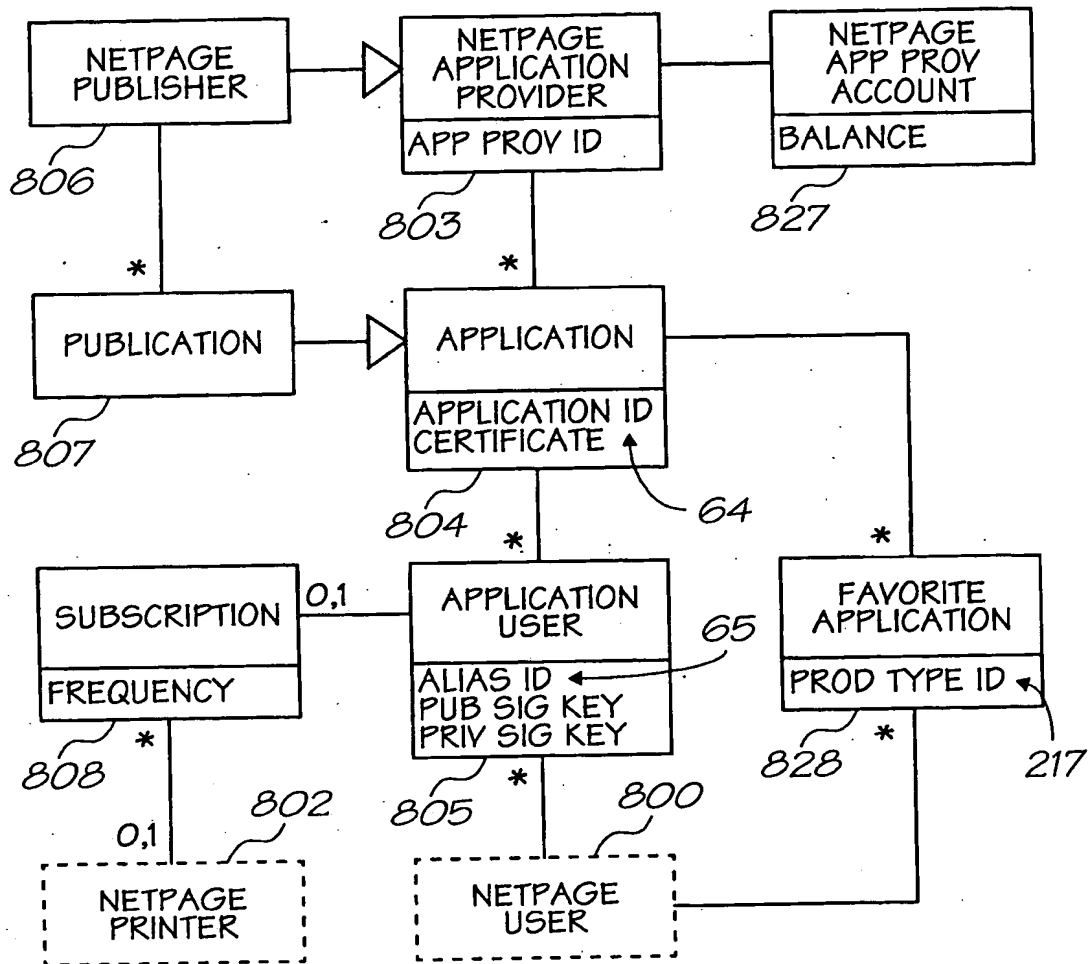 NETPAGE
PUBLISHER
806
NETPAGE
APPLICATION
PROVIDER
APP PROV ID
803
NETPAGE
APP PROV
ACCOUNT
BALANCE
827
*
*
PUBLICATION
807
APPLICATION
APPLICATION ID
CERTIFICATE
804
64
*
*
SUBSCRIPTION
FREQUENCY
808
0,1
APPLICATION
USER
ALIAS ID
PUB SIG KEY
PRIV SIG KEY
805
65
FAVORITE
APPLICATION
PROD TYPE ID
828
217
*
*
*
0,1
802
NETPAGE
PRINTER
800
NETPAGE
USER